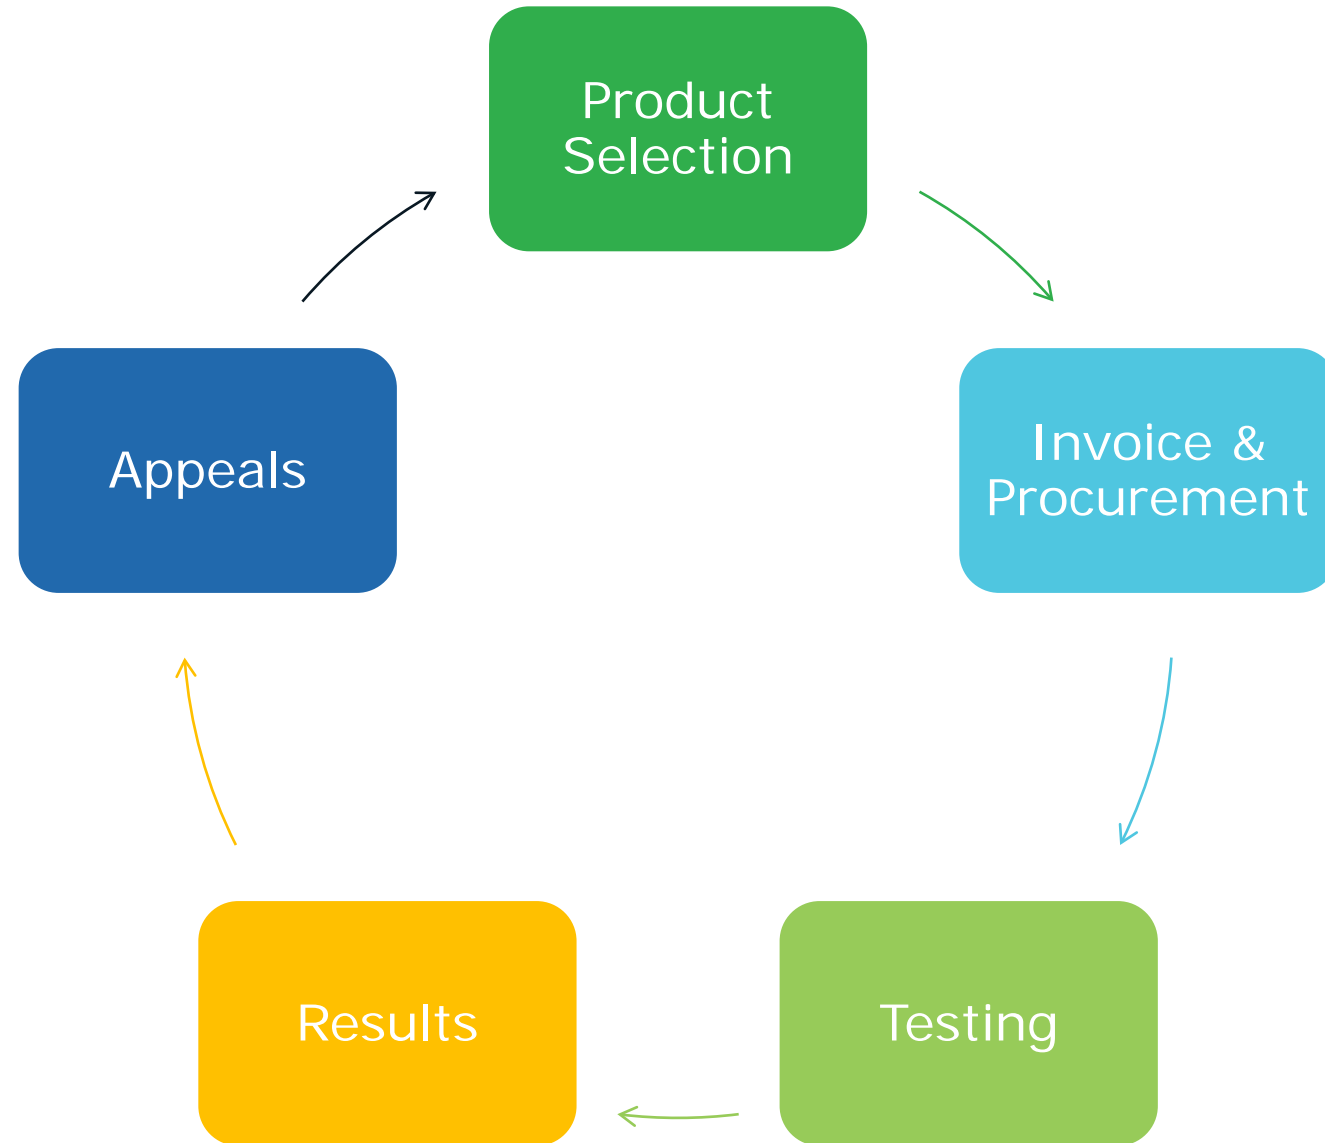 Product
Selection
Invoice &
Procurement
Testing
Results
Appeals